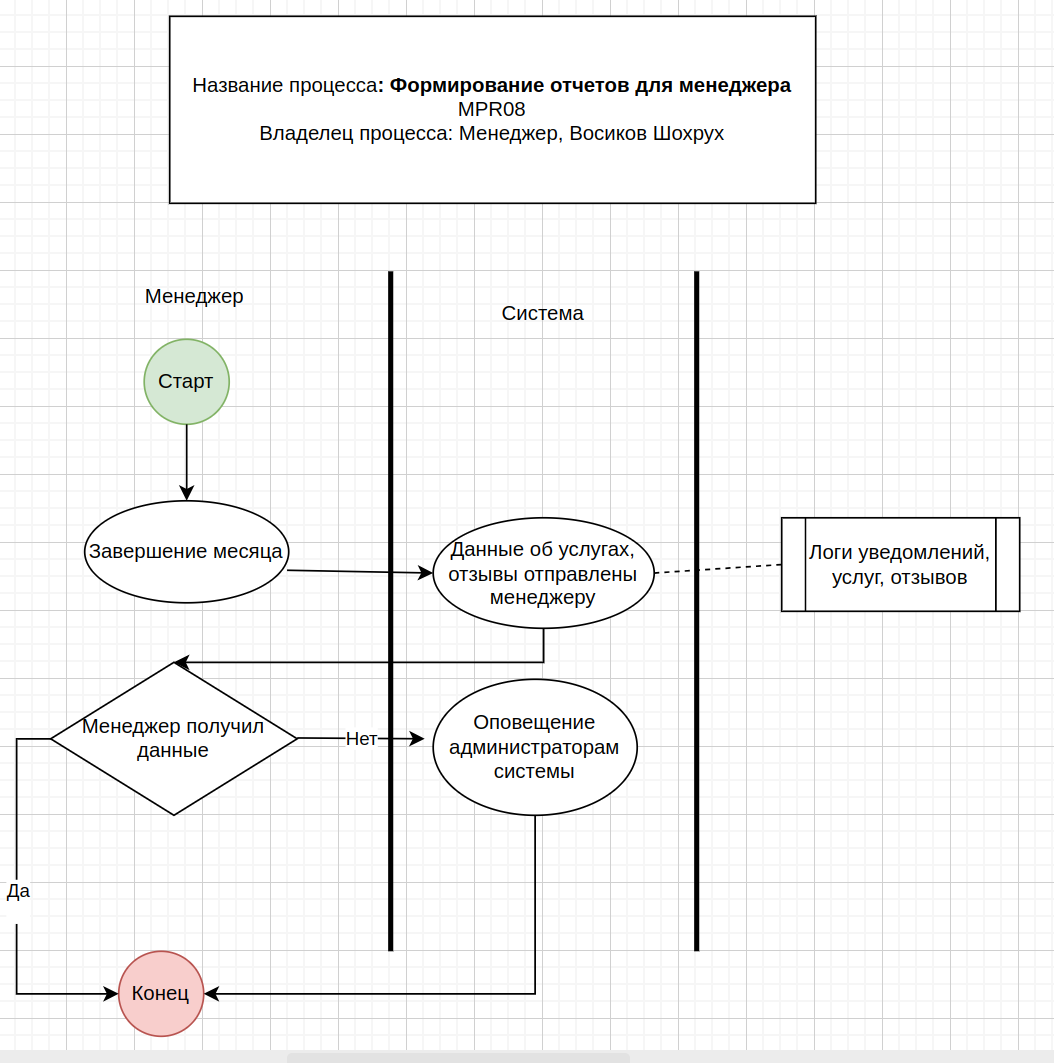 Название процесса: Формирование отчетов для менеджера
MPR08
Владелец процесса: Менеджер, Восиков Шохрух
Менеджер
Система
Старт
Завершение месяца
Данные об услугах,
отзывы отправлены
менеджеру
Логи уведомлений,
услуг, отзывов
Менеджер получил
данные
Нет
Оповещение
администраторам
системы
Да
Конец